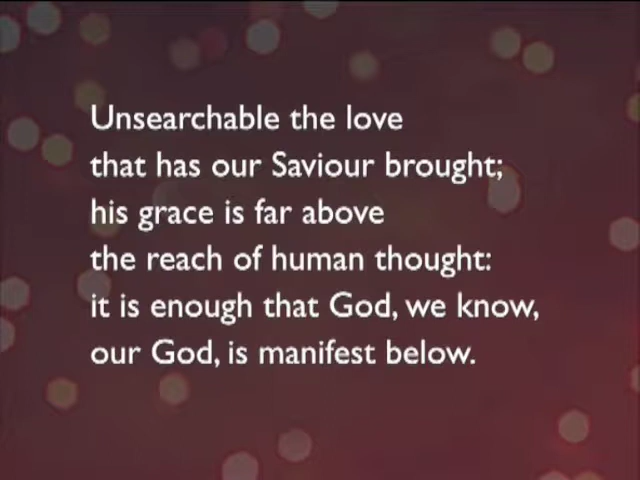 Unsearchable the love
that has our Saviour brought;
his grace is far above
the reach of human thought:
it is enough that God, we know,
our God, is manifest below.